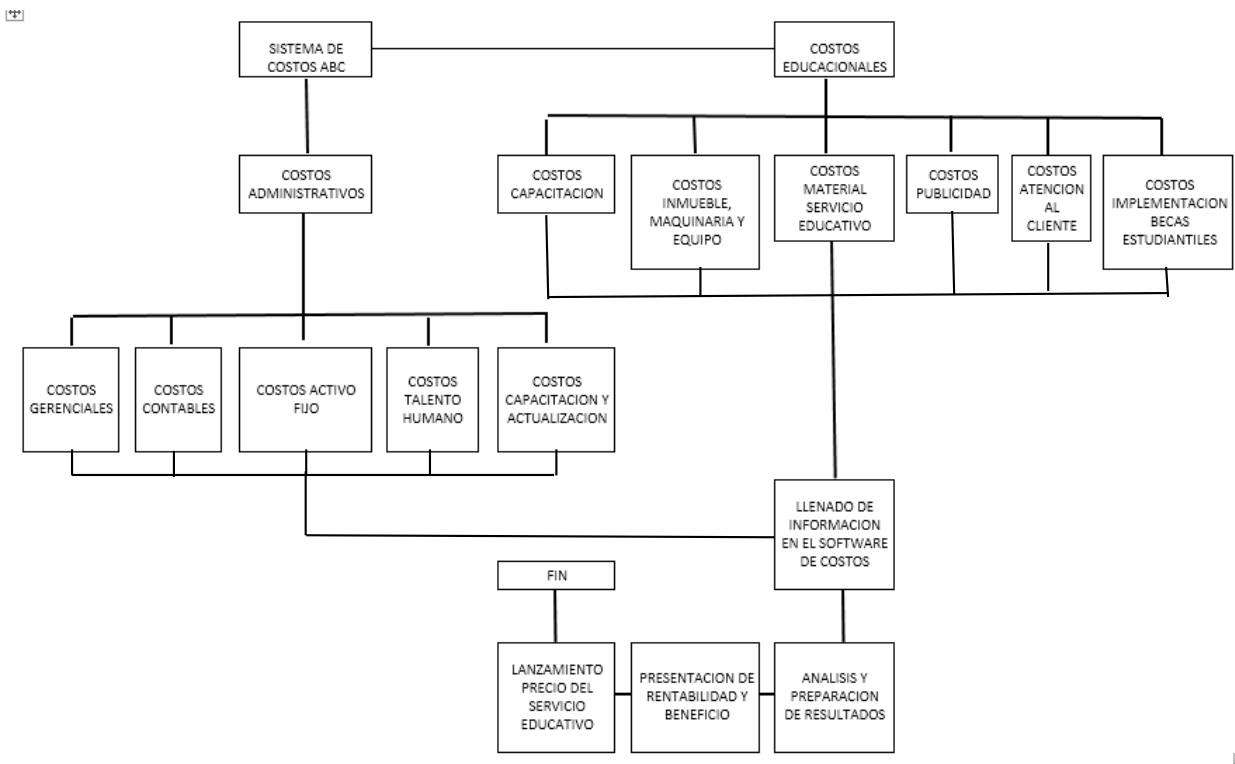 SISTEMA DE
COSTOS ABC
COSTOS
EDUCACIONALES
COSTOS
ADMINISTRATIVOS
COSTOS
CAPACITACION
COSTOS
INMUEBLE,
MAQUINARIA Y
EQUIPO
COSTOS
MATERIAL
SERVICIO
EDUCATIVO
COSTOS
PUBLICIDAD
COSTOS
ATENCION
AL
CLIENTE
COSTOS
IMPLEMENTACION
BECAS
ESTUDIANTILES
COSTOS
GERENCIALES
COSTOS
CONTABLES
COSTOS ACTIVO
FIJO
COSTOS
TALENTO
HUMANO
COSTOS
CAPACITACION Y
ACTUALIZACION
LLENADO DE
INFORMACION
EN EL SOFTWARE
DE COSTOS
FIN
LANZAMIENTO
PRECIO DEL
SERVICIO
EDUCATIVO
PRESENTACION DE
RENTABILIDAD Y
BENEFICIO
ANALISIS Y
PREPARACION
DE RESULTADOS